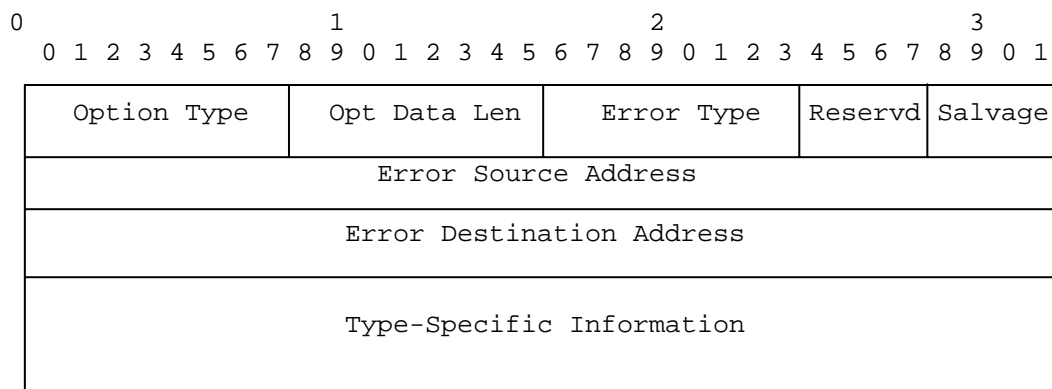 0 1 2 3
0 1 2 3 4 5 6 7 8 9 0 1 2 3 4 5 6 7 8 9 0 1 2 3 4 5 6 7 8 9 0 1
Option Type Opt Data Len Error Type Reservd Salvage
Error Source Address
Error Destination Address
Type-Specific Information